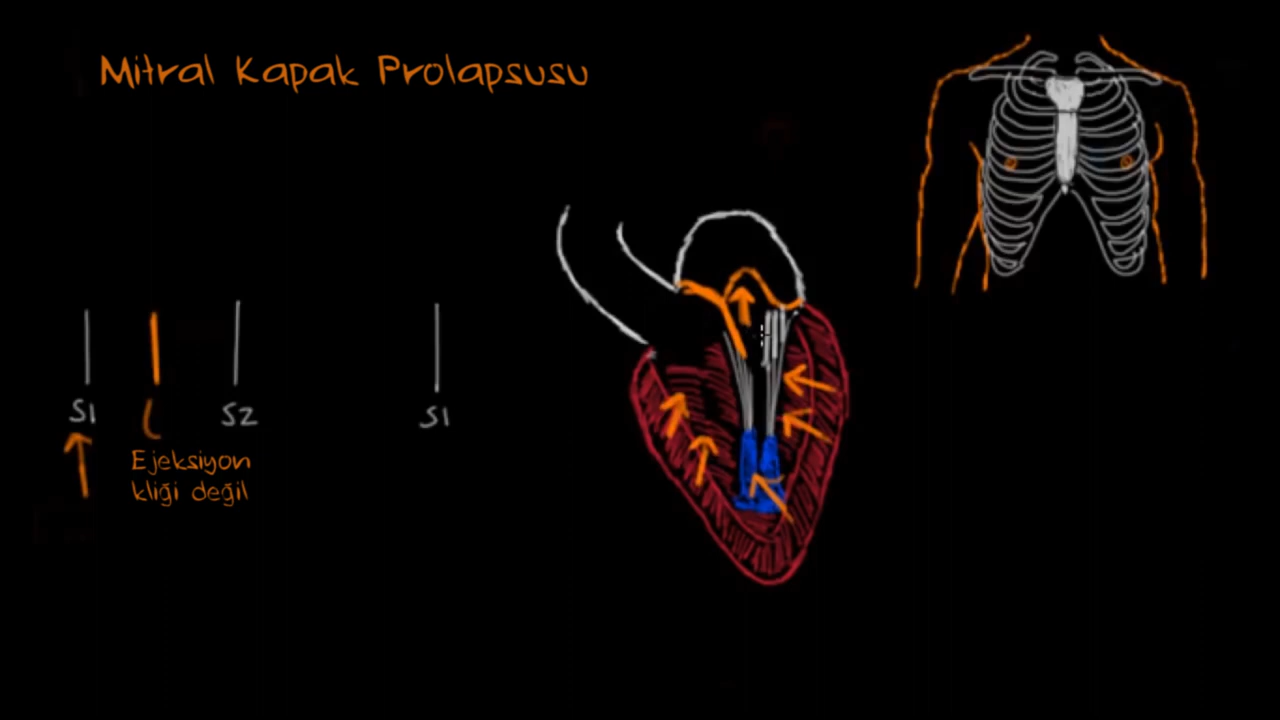 Mitral Kapak Prolapsusu
S1
S2
S1
Ejeksiyon
kliği değil